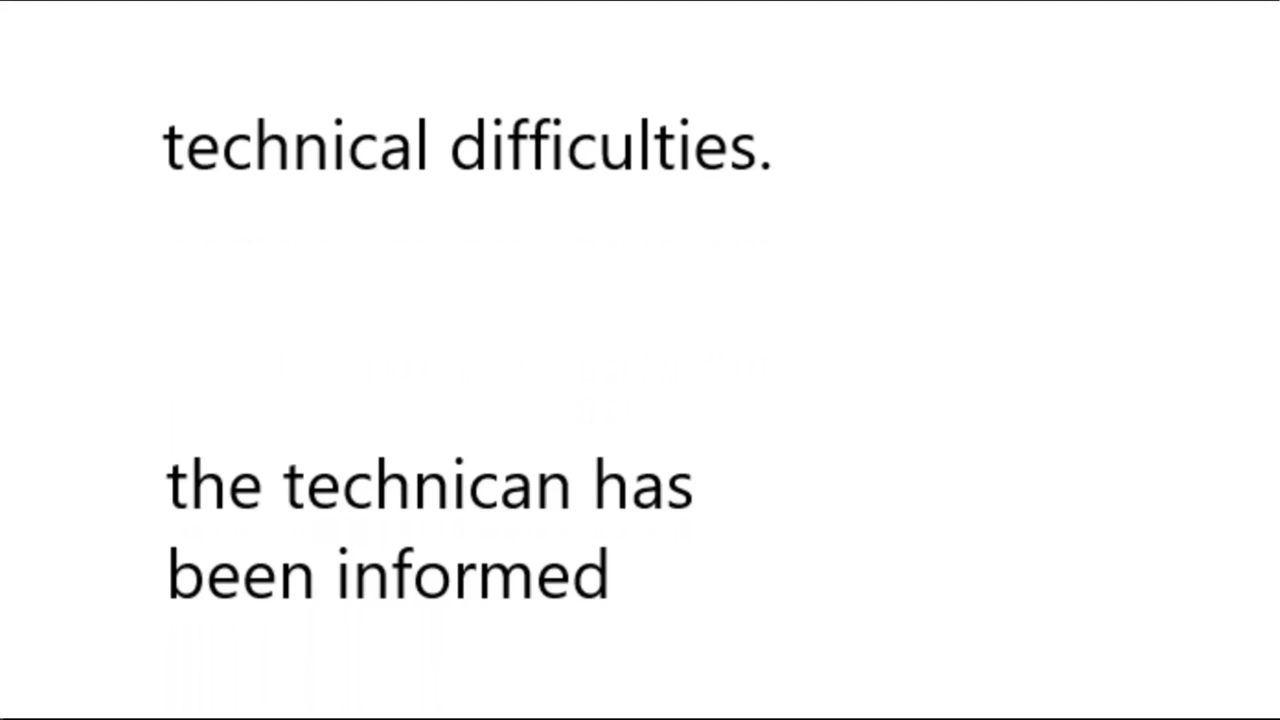 technical difficulties.
the technican has
been informed